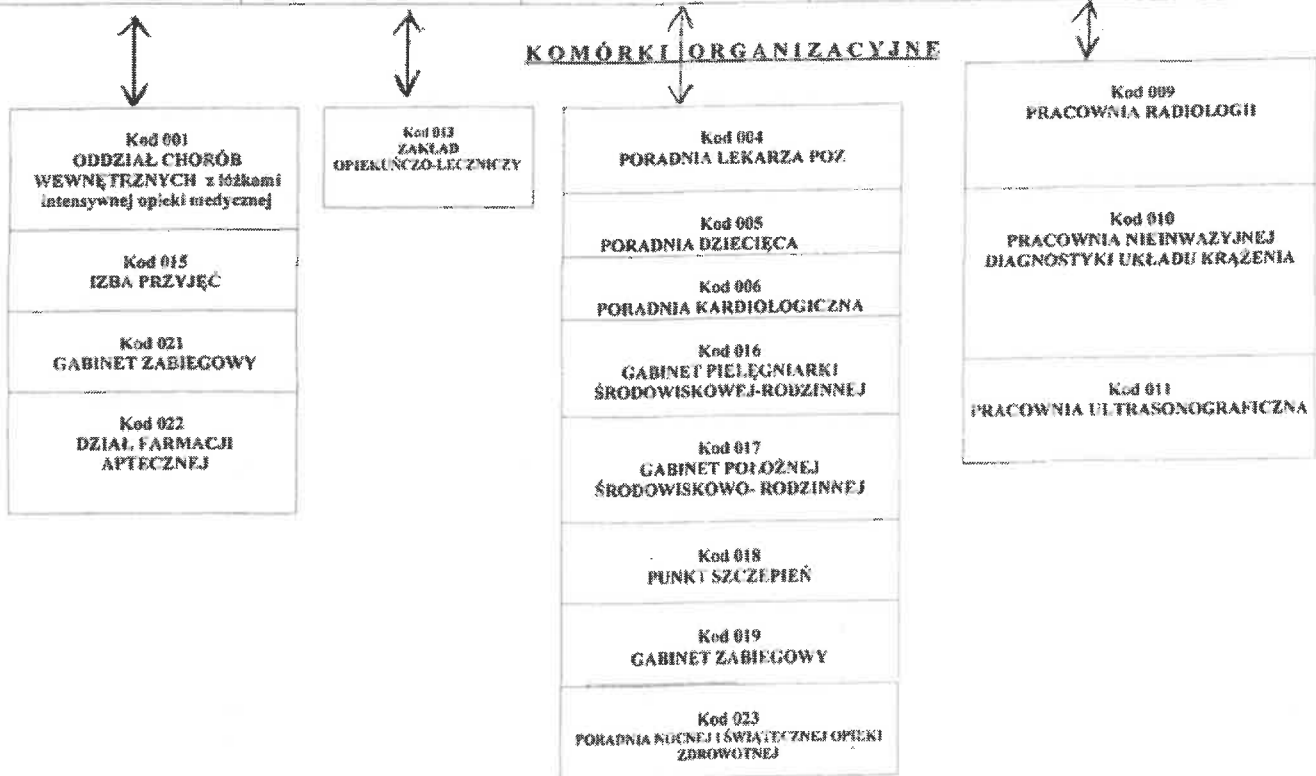 KOMÓRKI ORGANIZACYJNE
Kod 001
ODDZIAŁ CHORÓB
WEWNĘTRZNYCH z łóżkami
intensywnej opieki medycznej
Kod 015
IZBA PRZYJĘĆ
Kod 021
GABINET ZABIEGOWY
Kod 022
DZIAŁ FARMACJI
APTECZNEJ
Kod 013
ZAKŁAD
OPIEKUŃCZO-LECZNICZY
Kod 004
PORADNIA LEKARZA POZ
Kod 005
PORADNIA DZIECIĘCA
Kod 006
PORADNIA KARDIOLOGICZNA
Kod 016
GABINET PIELĘGNIARKI
ŚRODOWISKOWEJ-RODZINNEJ
Kod 017
GABINET POŁOŻNEJ
ŚRODOWISKOWO- RODZINNEJ
Kod 018
PUNKT SZCZEPIEŃ
Kod 019
GABINET ZABIEGOWY
Kod 023
PORADNIA NOCNEJ I ŚWIĄTECZNEJ OPIEKI
ZDROWOTNEJ
Kod 009
PRACOWNIA RADIOLOGII
Kod 010
PRACOWNIA NIEINWAZYJNEJ
DIAGNOSTYKI UKŁADU KRĄŻENIA
Kod 011
PRACOWNIA ULTRASONOGRAFICZNA